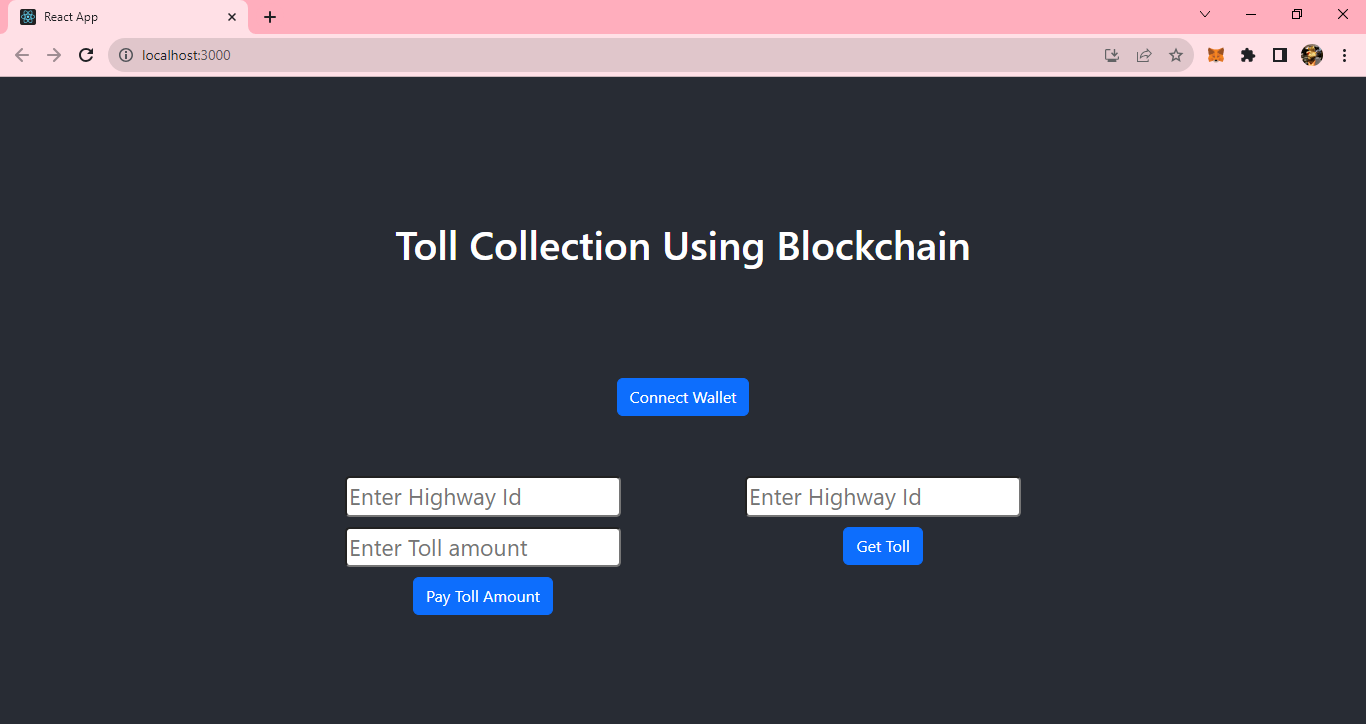 React App
localhost:3000
Toll Collection Using Blockchain
Connect Wallet
Enter Highway Id
Enter Toll amount
Pay Toll Amount
Enter Highway Id
Get Toll